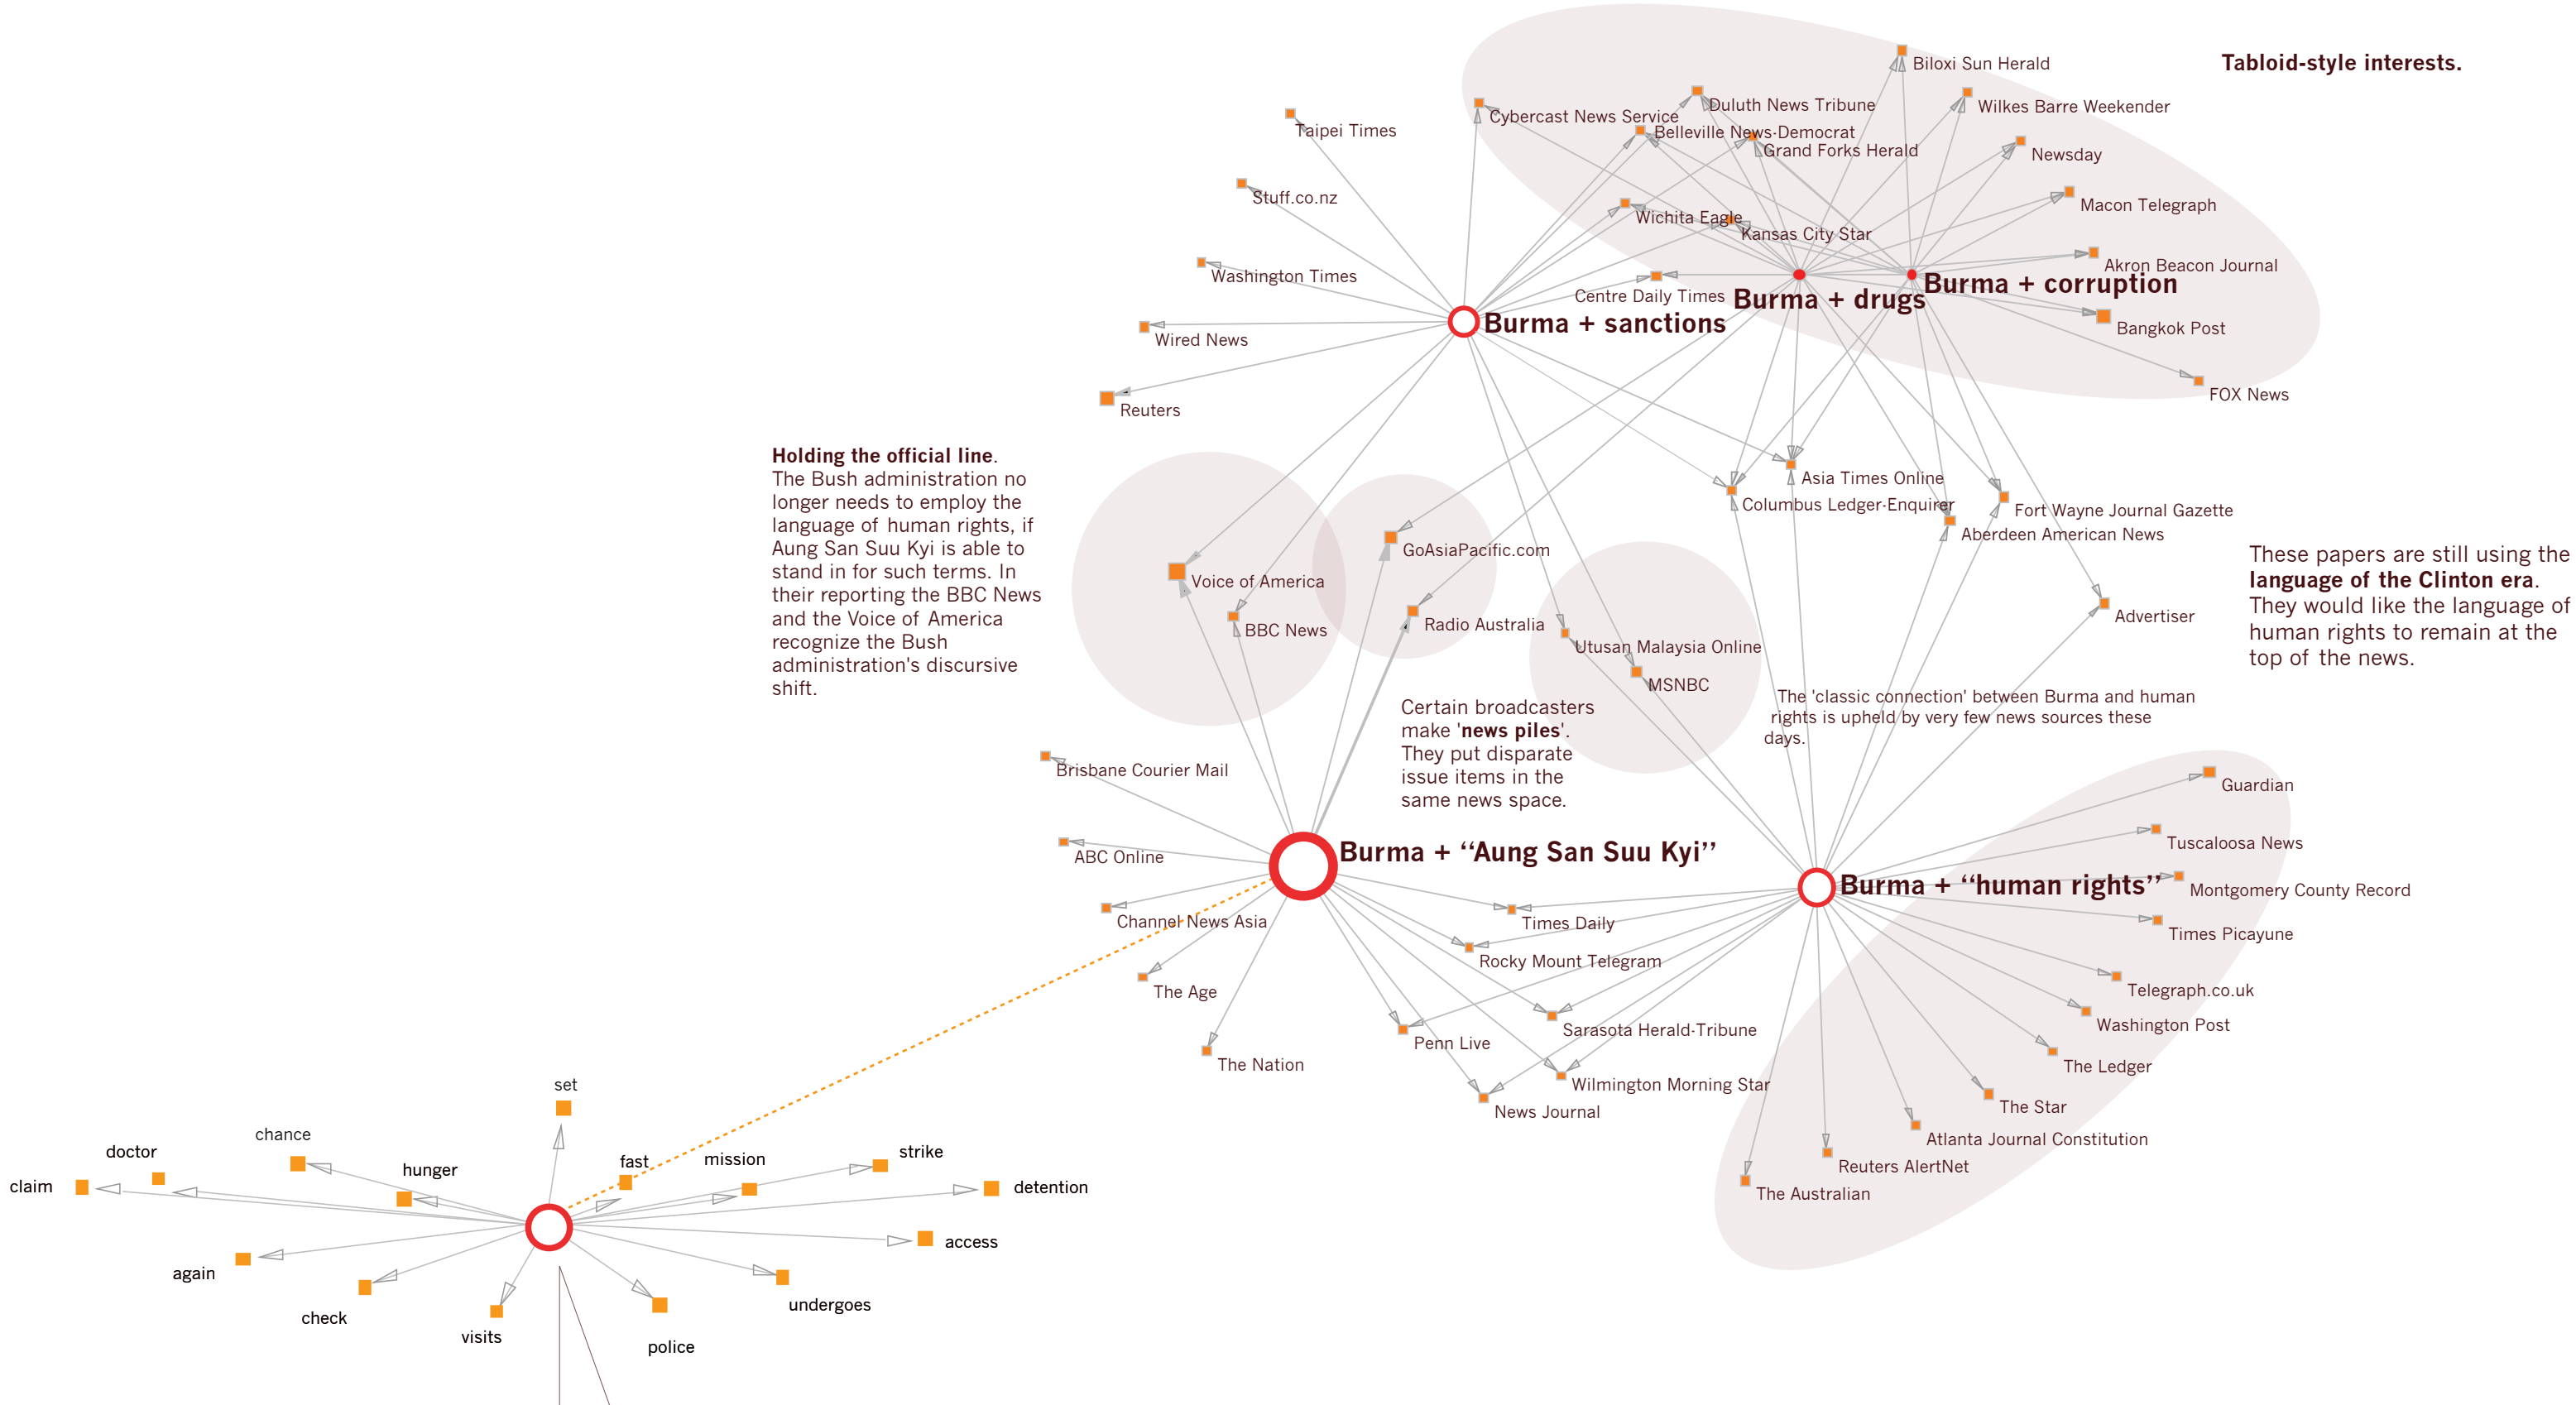 Biloxi Sun Herald
Tabloid-style interests.
Duluth News Tribune
Wilkes Barre Weekender
Cybercast News Service
Taipei Times
Belleville News-Democrat
Grand Forks Herald
Newsday
Stuff.co.nz
Wichita Eagle
Macon Telegraph
Kansas City Star
Washington Times
Akron Beacon Journal
Burma + corruption
Centre Daily Times
Burma + drugs
Burma + sanctions
Bangkok Post
Wired News
FOX News
Reuters
Holding the official line.
The Bush administration no
longer needs to employ the
language of human rights, if
Aung San Suu Kyi is able to
stand in for such terms. In
their reporting the BBC News
and the Voice of America
recognize the Bush
administration's discursive
shift.
Asia Times Online
Columbus Ledger-Enquirer
Fort Wayne Journal Gazette
Aberdeen American News
GoAsiaPacific.com
Voice of America
BBC News
Radio Australia
Advertiser
Utusan Malaysia Online
MSNBC
These papers are still using the
language of the Clinton era.
They would like the language of
human rights to remain at the
top of the news.
Certain broadcasters
make 'news piles'.
They put disparate
issue items in the
same news space.
The 'classic connection' between Burma and human
rights is upheld by very few news sources these
days.
Brisbane Courier Mail
Guardian
Tuscaloosa News
ABC Online
Burma + “Aung San Suu Kyi”
Burma + “human rights”
Montgomery County Record
Channel News Asia
Times Daily
Times Picayune
Rocky Mount Telegram
The Age
Telegraph.co.uk
Washington Post
Sarasota Herald-Tribune
Penn Live
The Nation
The Ledger
Wilmington Morning Star
News Journal
The Star
Atlanta Journal Constitution
Reuters AlertNet
The Australian
set
chance
doctor
hunger
fast
mission
strike
claim
detention
access
again
check
visits
undergoes
police